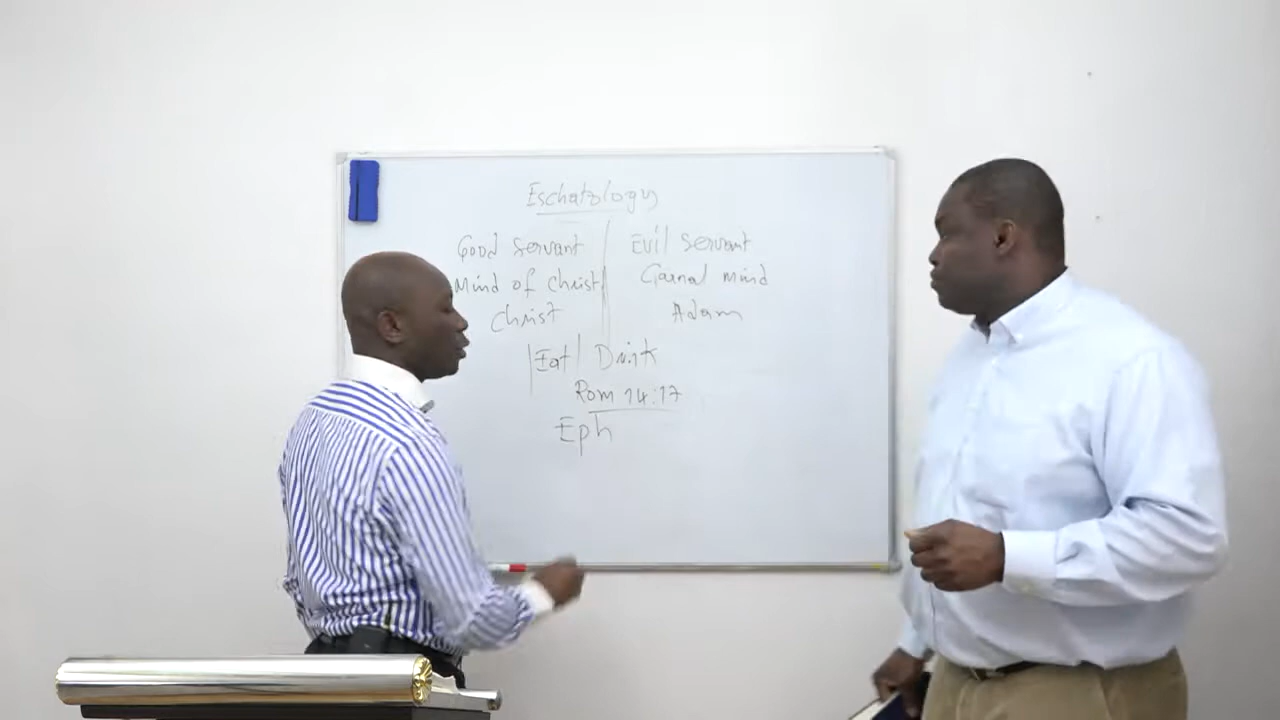 Eschatology
Good servant | Evil servant
Mind of Christ | Carnal mind
Christ | Adam
Eat | Drink
Rom 14:17
Eph